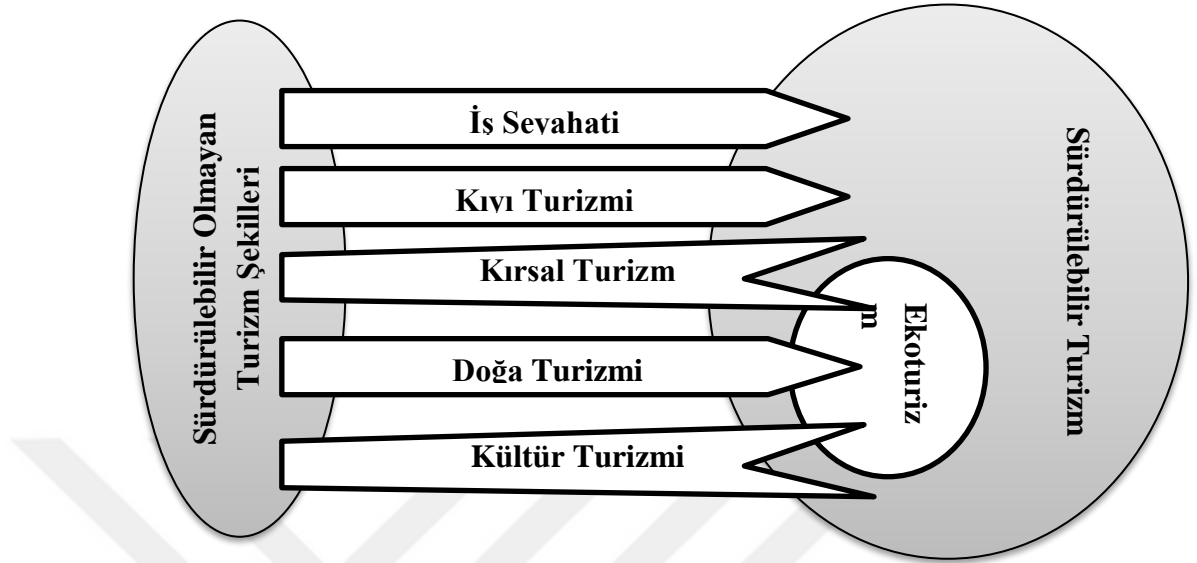 Sürdürülebilir Olmayan
Turizm Şekilleri
İş Seyahati
Kıyı Turizmi
Kırsal Turizm
Doğa Turizmi
Kültür Turizmi
Ekoturiz
m
Sürdürülebilir Turizm